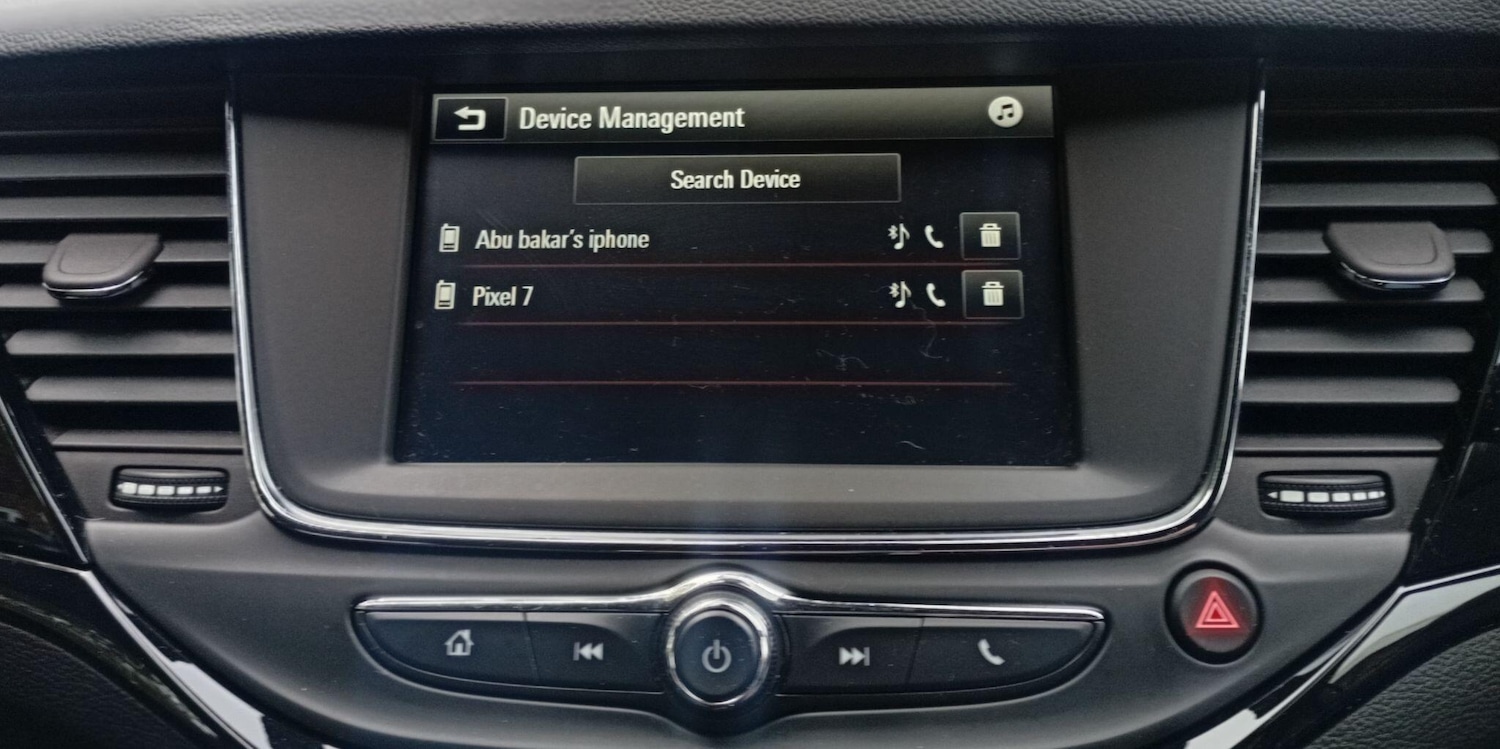 Device Management
Search Device
Abu bakar's iphone
Pixel 7